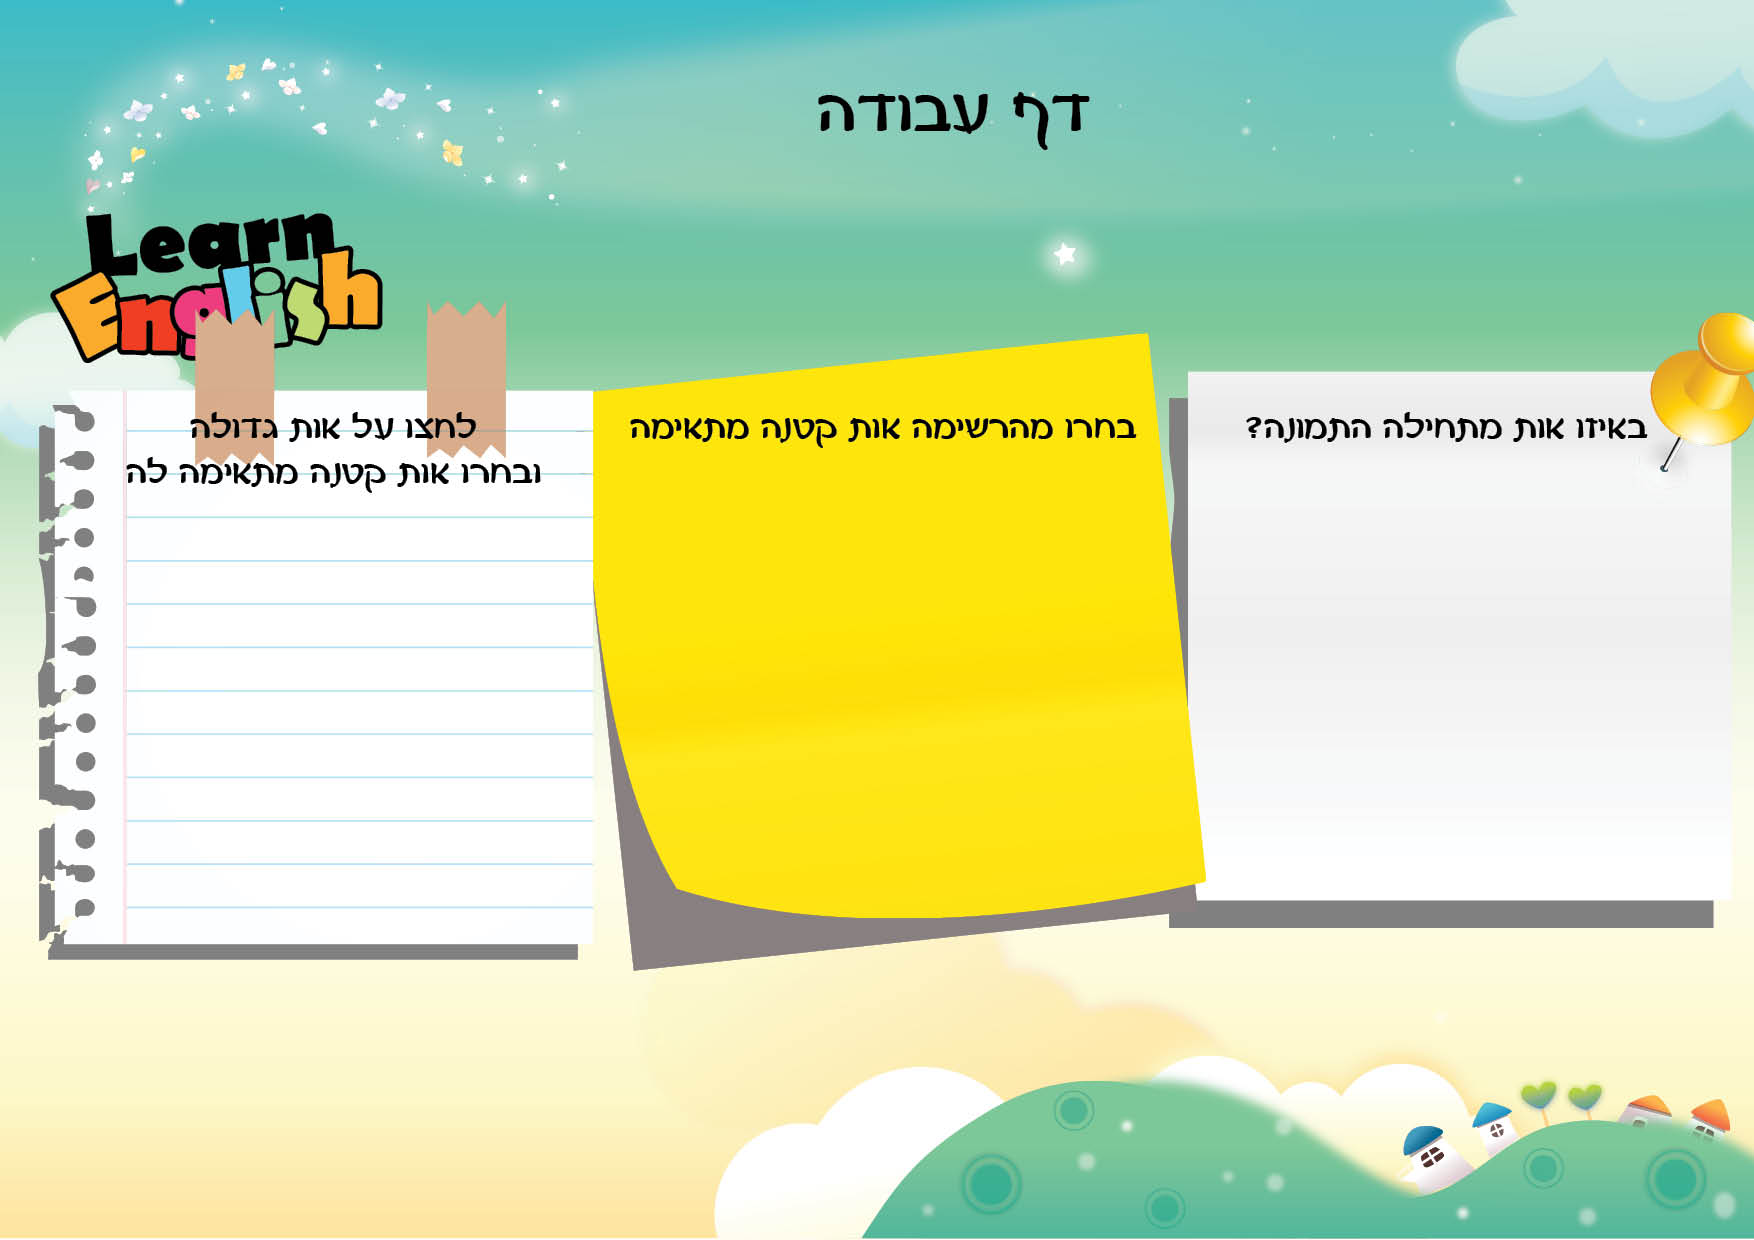 דף עבודה
Learn
English
באיזו אות מתחילה התמונה?
בחרו מהרשימה אות קטנה מתאימה
לחצו על אות גדולה
ובחרו אות קטנה מתאימה לה